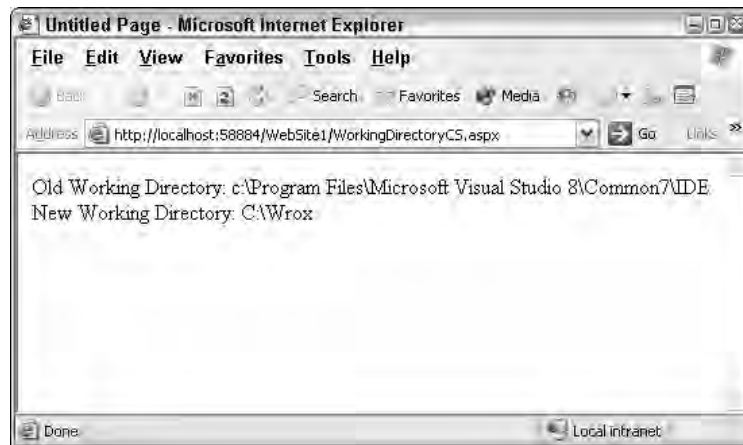 Untitled Page - Microsoft Internet Explorer
File Edit View Favorites Tools Help
Back Search Favorites Media
Address http://localhost:58884/WebSite1/WorkingDirectoryCS.aspx Go Links »
Old Working Directory: c:\Program Files\Microsoft Visual Studio 8\Common7\IDE
New Working Directory: C:\Wrox
Done Local intranet